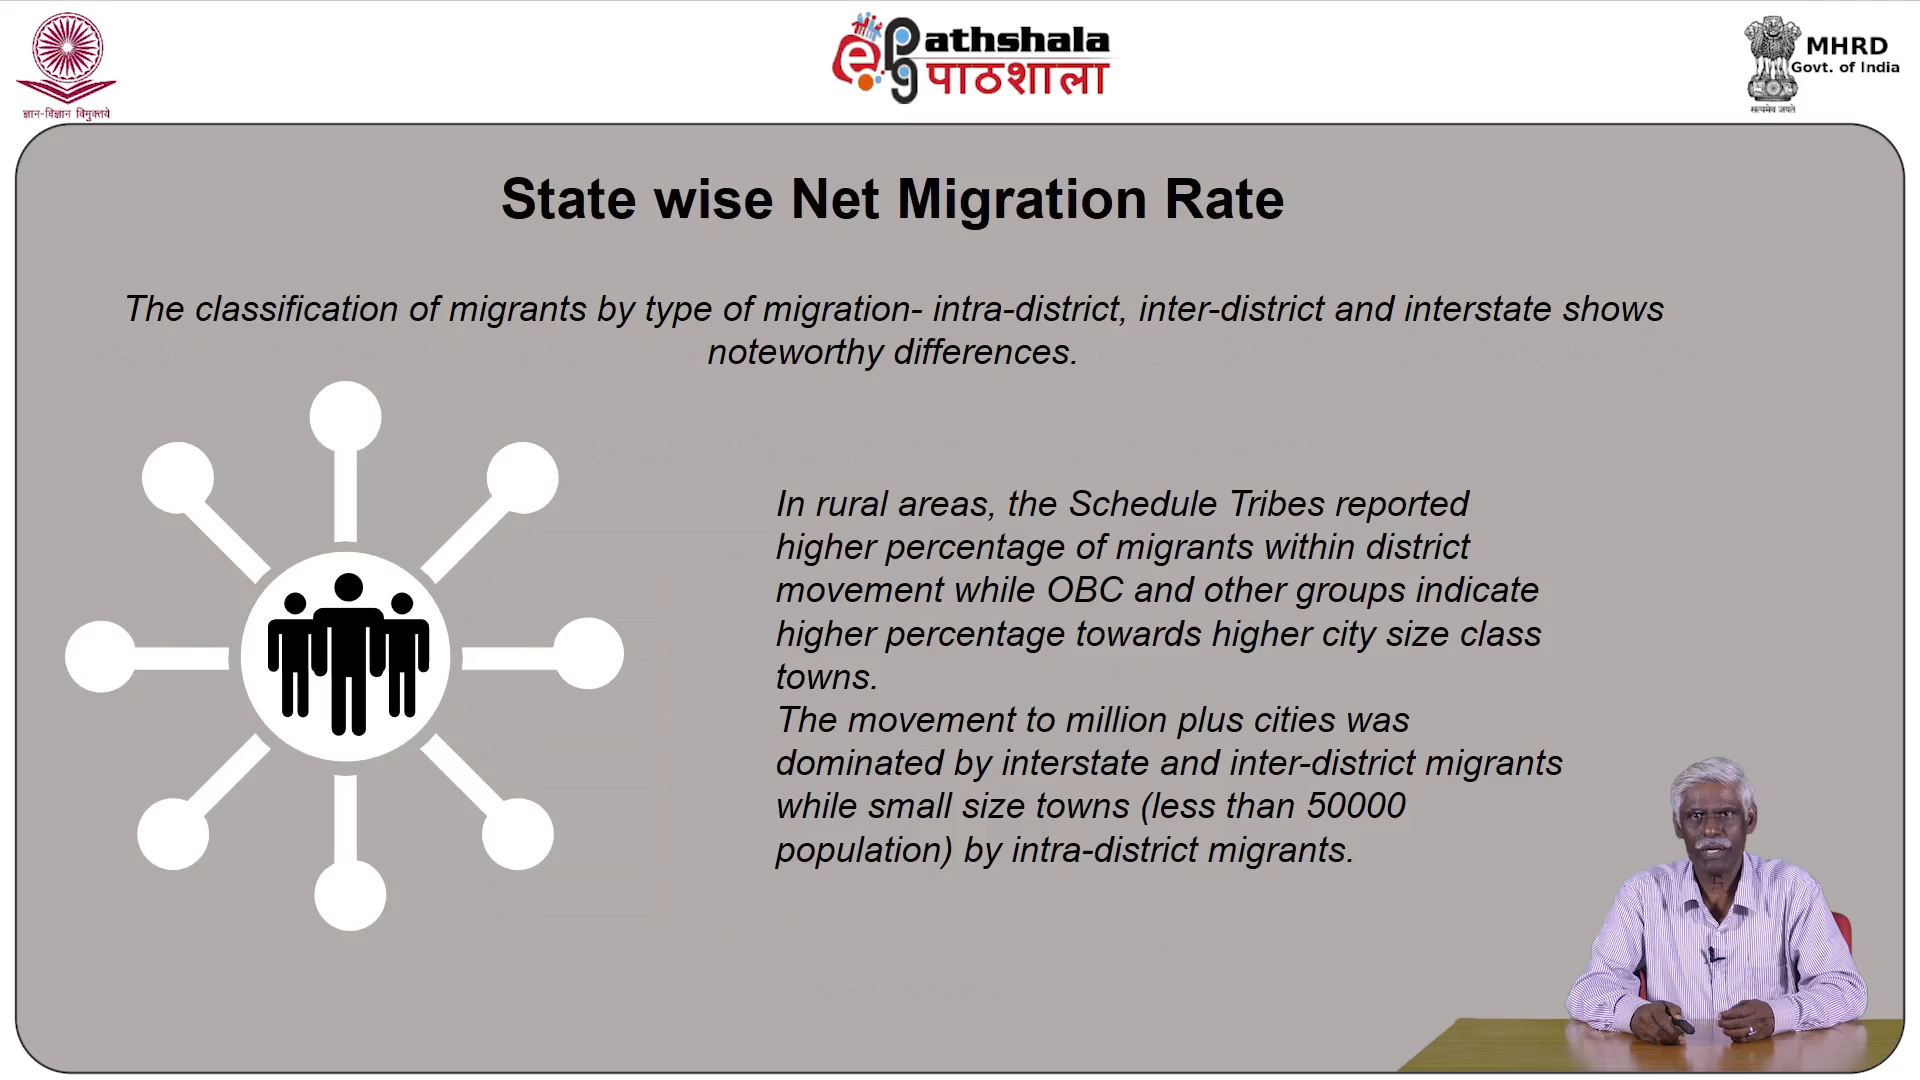 ज्ञान-विज्ञान विमुक्तये
e
Pg
athshala
पाठशाला
MHRD
Govt. of India
सत्यमेव जयते
State wise Net Migration Rate
The classification of migrants by type of migration- intra-district, inter-district and interstate shows
noteworthy differences.
In rural areas, the Schedule Tribes reported
higher percentage of migrants within district
movement while OBC and other groups indicate
higher percentage towards higher city size class
towns.
The movement to million plus cities was
dominated by interstate and inter-district migrants
while small size towns (less than 50000
population) by intra-district migrants.